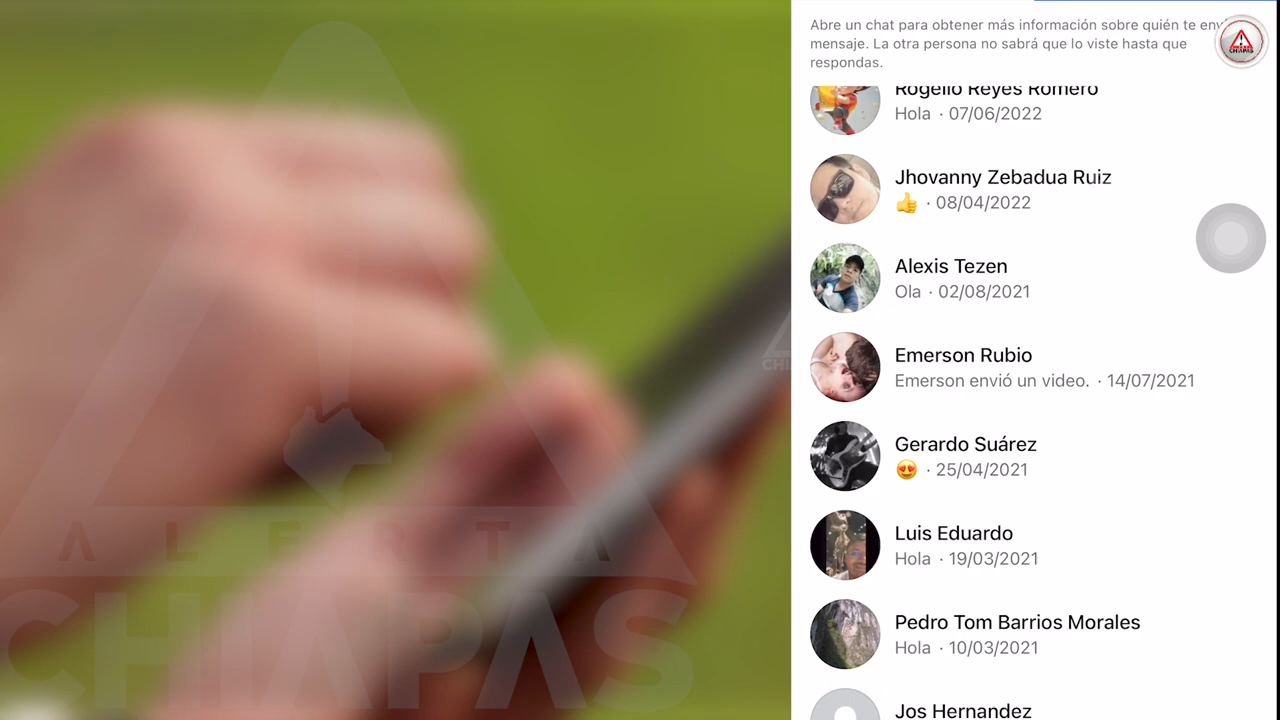 Abre un chat para obtener más información sobre quién te
mensaje. La otra persona no sabrá que lo viste hasta que
respondas.
CHIAPAS
Rogelio Reyes Romero
Hola · 07/06/2022
Jhovanny Zebadua Ruiz
👍 · 08/04/2022
Alexis Tezen
Ola · 02/08/2021
Emerson Rubio
Emerson envió un video. · 14/07/2021
Gerardo Suárez
😍 · 25/04/2021
Luis Eduardo
Hola · 19/03/2021
Pedro Tom Barrios Morales
Hola · 10/03/2021
Jos Hernandez
ALERTA
CHIAPAS